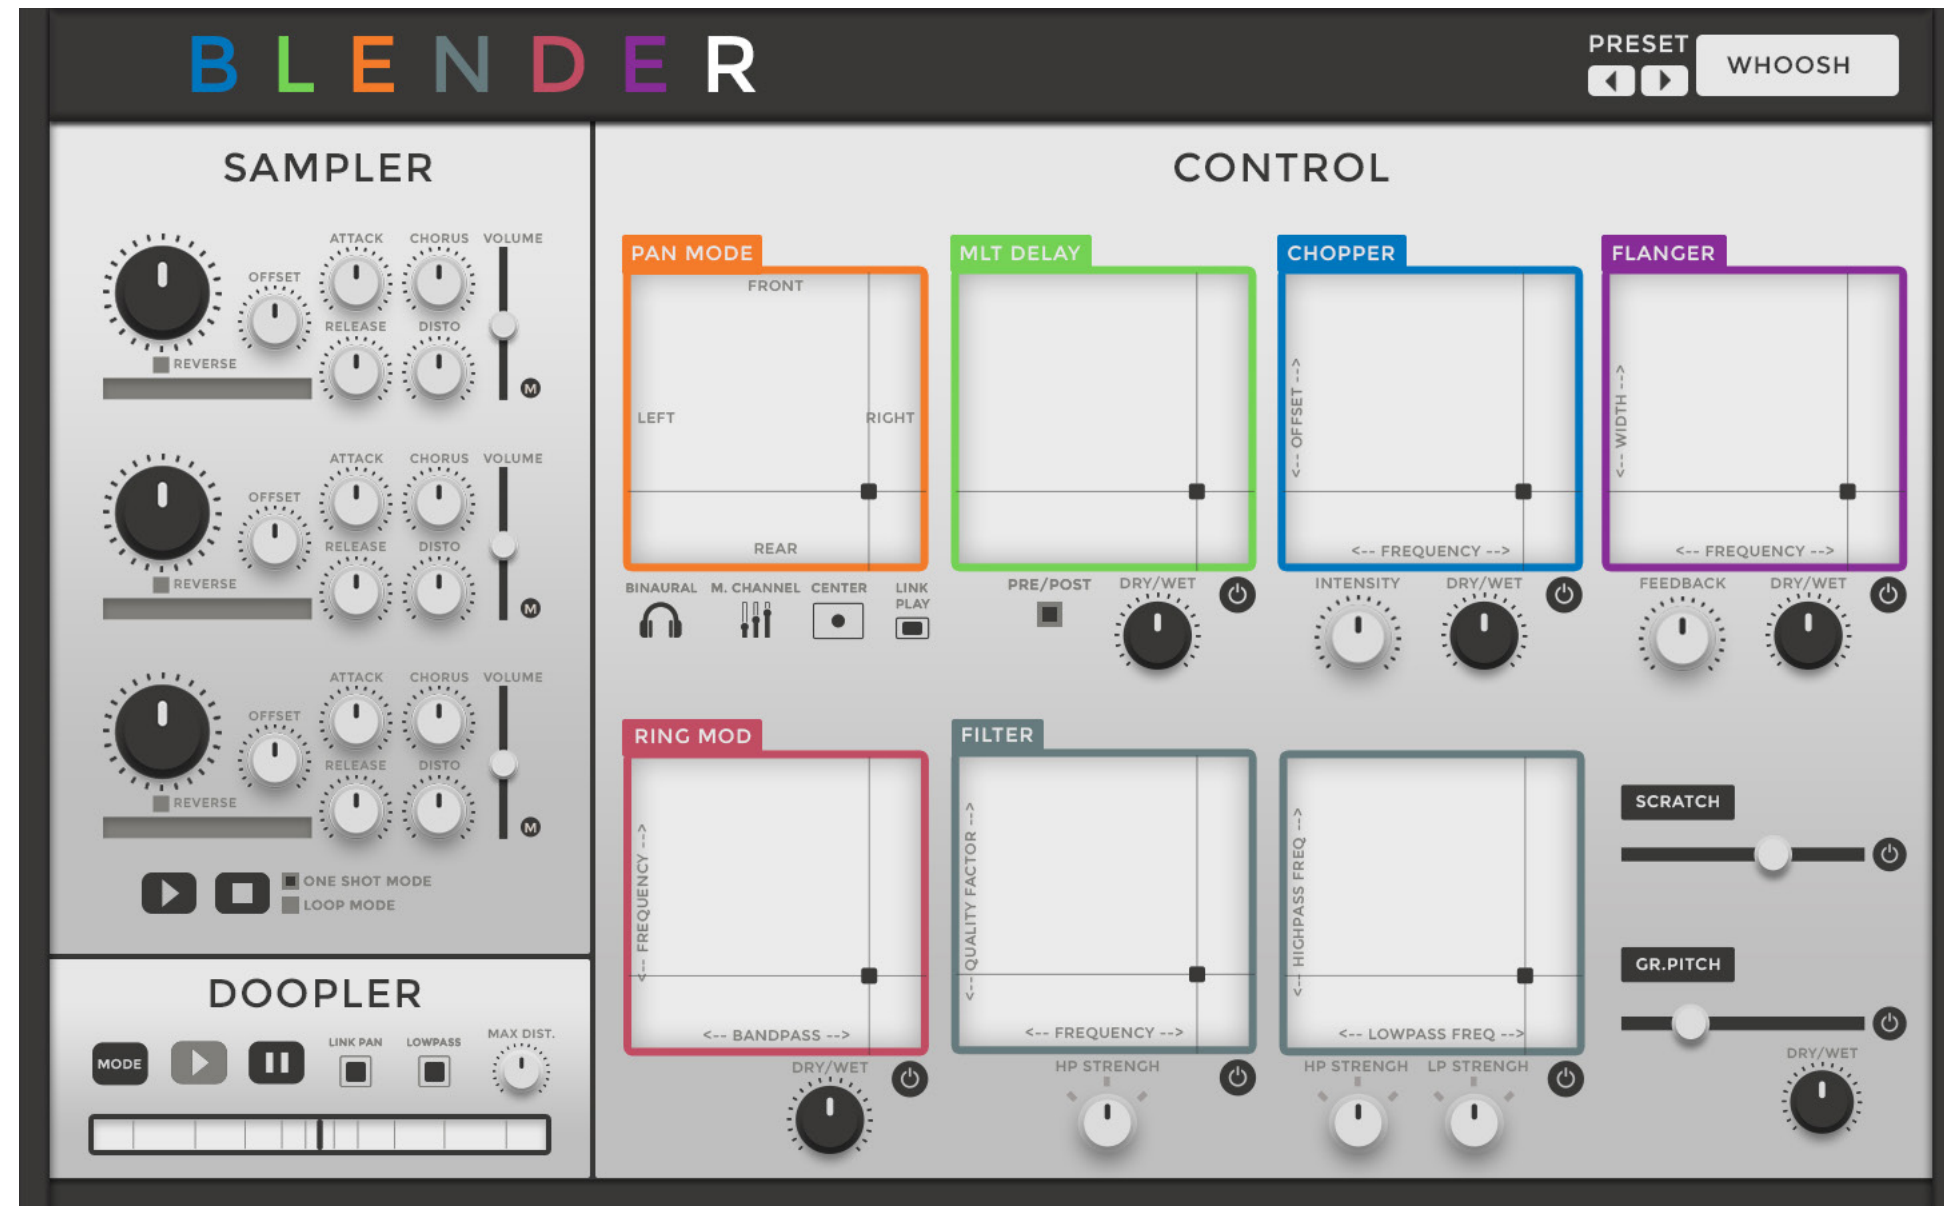 BLENDER
PRESET
WHOOSH
SAMPLER
ATTACK CHORUS VOLUME
OFFSET
RELEASE DISTO
REVERSE
M
ATTACK CHORUS VOLUME
OFFSET
RELEASE DISTO
REVERSE
M
ATTACK CHORUS VOLUME
OFFSET
RELEASE DISTO
REVERSE
M
ONE SHOT MODE
LOOP MODE
DOOPLER
MODE
LINK PAN
LOWPASS
MAX DIST.
CONTROL
PAN MODE
FRONT
LEFT
RIGHT
REAR
BINAURAL
M. CHANNEL
CENTER
LINK
PLAY
MLT DELAY
PRE/POST
DRY/WET
CHOPPER
<-- OFFSET -->
<-- FREQUENCY -->
INTENSITY
DRY/WET
FLANGER
<-- WIDTH -->
<-- FREQUENCY -->
FEEDBACK
DRY/WET
RING MOD
<-- FREQUENCY -->
<-- BANDPASS -->
DRY/WET
FILTER
<-- QUALITY FACTOR -->
<-- FREQUENCY -->
HP STRENGH
<-- HIGHPASS FREQ -->
<-- LOWPASS FREQ -->
HP STRENGH
LP STRENGH
SCRATCH
GR.PITCH
DRY/WET